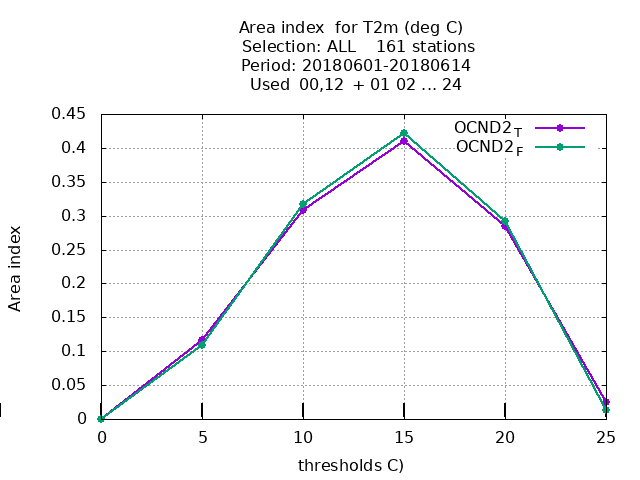 Area index  for T2m (deg C)
Selection: ALL    161 stations
Period: 20180601-20180614
Used  00,12  + 01 02 ... 24
OCND2T
OCND2F
0.45
0.4
0.35
0.3
0.25
0.2
0.15
0.1
0.05
0
Area index
0 5 10 15 20 25
thresholds C)